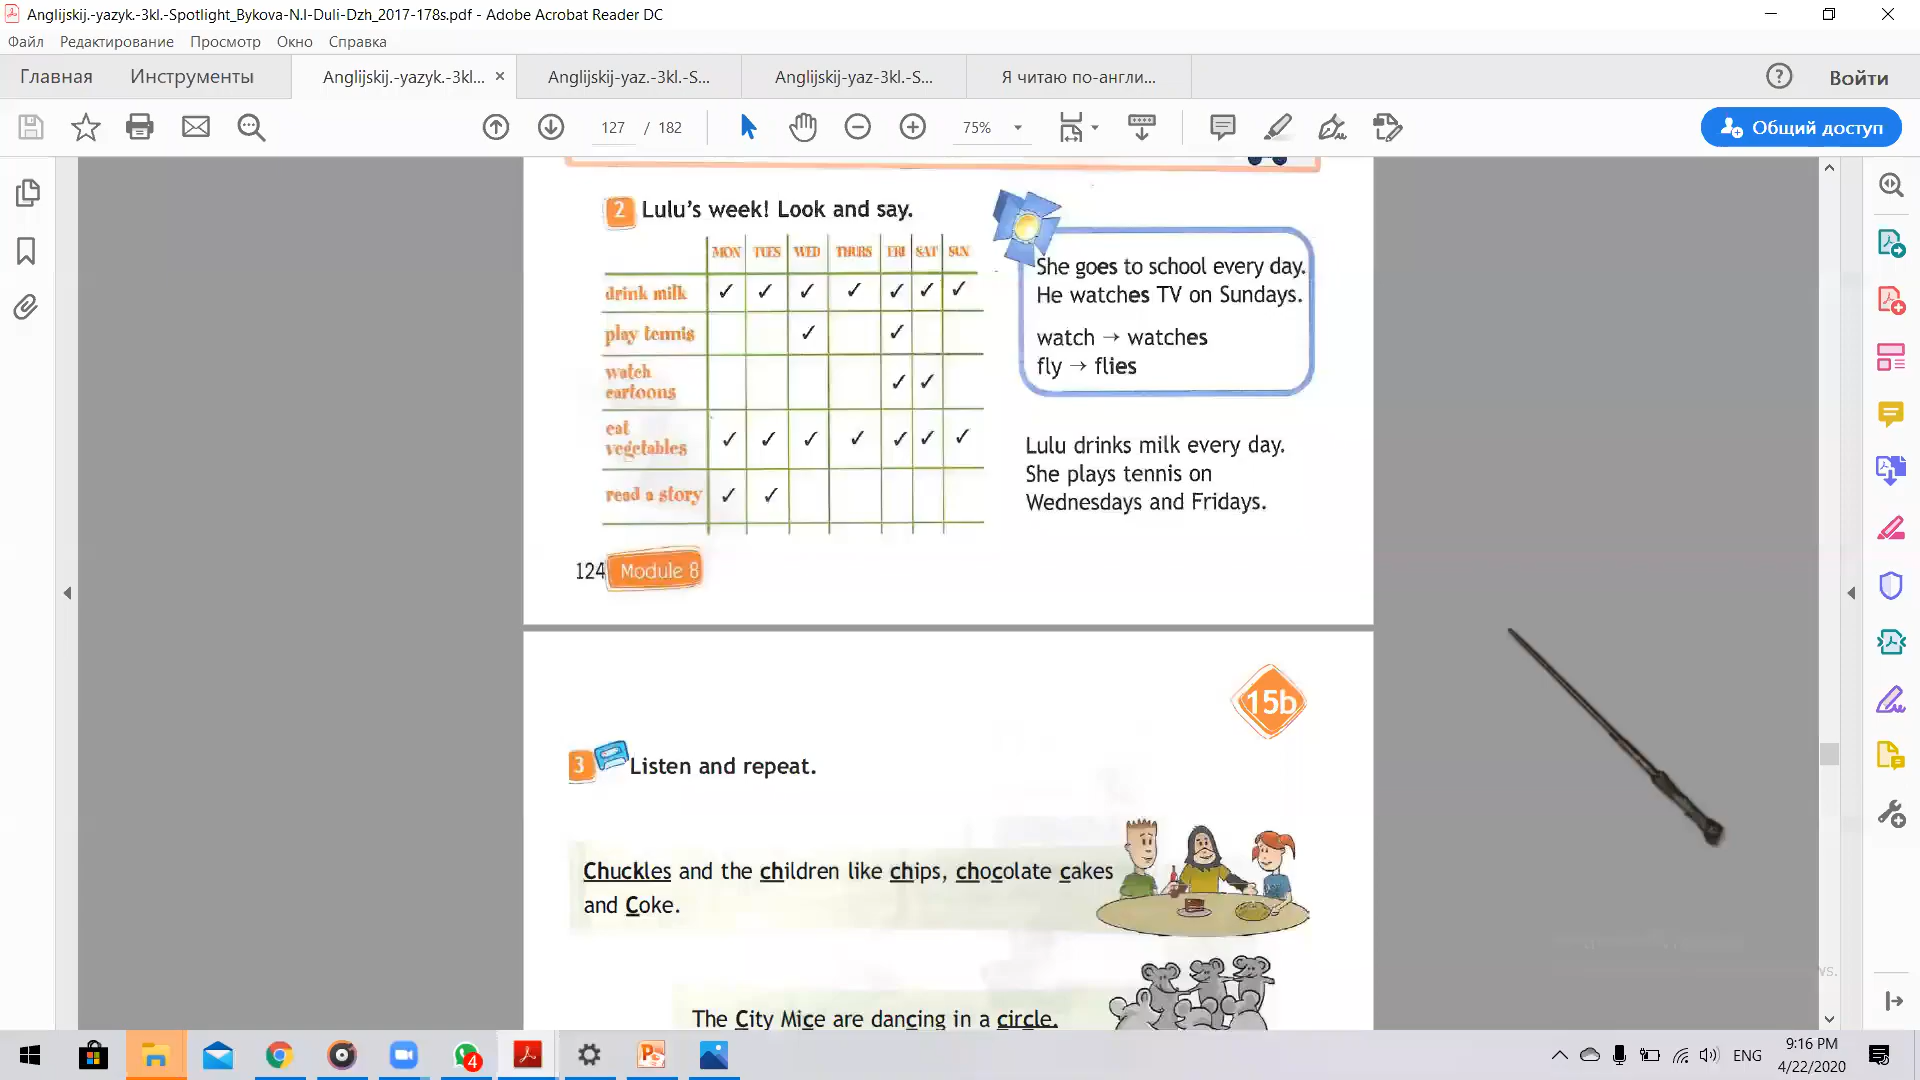 Anglijskij.-yazyk.-3kl.-Spotlight_Bykova-N.I-Duli-Dzh_2017-178s.pdf - Adobe Acrobat Reader DC
Файл Редактирование Просмотр Окно Справка
Главная Инструменты Anglijskij.-yazyk.-3kl... × Anglijskij-yaz.-3kl.-S... Anglijskij-yaz-3kl.-S... Я читаю по-англи... Войти
127 / 182 75% Общий доступ
2 Lulu's week! Look and say.
MON TUES WED THURS FRI SAT SUN
drink milk ✓ ✓ ✓ ✓ ✓ ✓ ✓
play tennis ✓ ✓
watch
cartoons ✓ ✓
eat
vegetables ✓ ✓ ✓ ✓ ✓ ✓ ✓
read a story ✓ ✓
She goes to school every day.
He watches TV on Sundays.
watch → watches
fly → flies
Lulu drinks milk every day.
She plays tennis on
Wednesdays and Fridays.
124 Module 8
15b
3 Listen and repeat.
Chuckles and the children like chips, chocolate cakes
and Coke.
The City Mice are dancing in a circle.
4
ENG
9:16 PM
4/22/2020